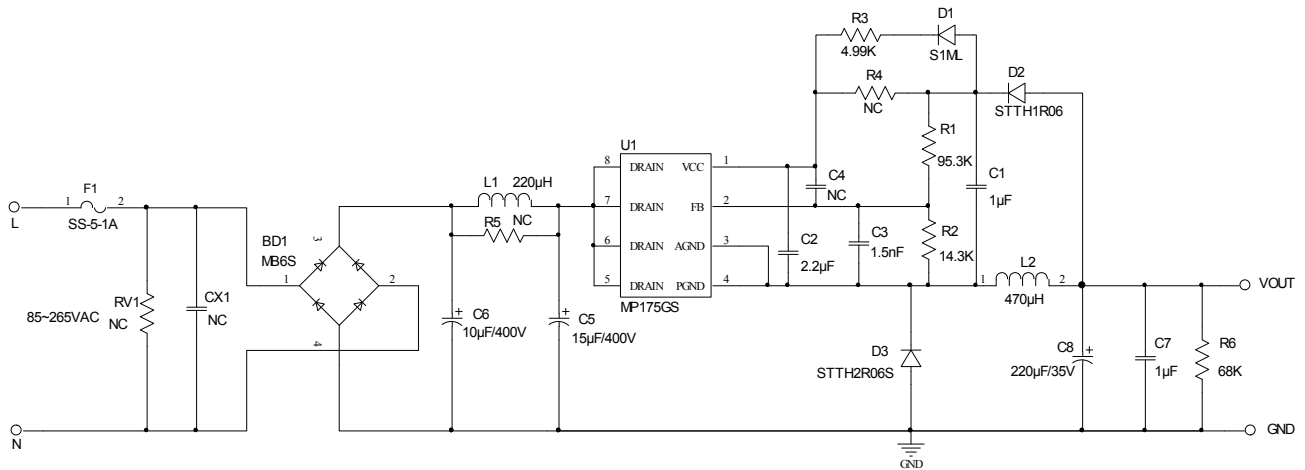 R3
4.99K
D1
S1ML
R4
NC
D2
STTH1R06
U1
8 DRAIN VCC 1
7 DRAIN FB 2
6 DRAIN AGND 3
5 DRAIN PGND 4
MP175GS
R1
95.3K
C4
NC
C1
1µF
R2
14.3K
C2
2.2µF
C3
1.5nF
L1 220µH
R5 NC
F1
1 2
SS-5-1A
L
BD1
MB6S
3
1
2
4
RV1
NC
CX1
NC
85~265VAC
C6
10µF/400V
C5
15µF/400V
L2
1 2
470µH
VOUT
D3
STTH2R06S
C8
220µF/35V
C7
1µF
R6
68K
N
GND
GND